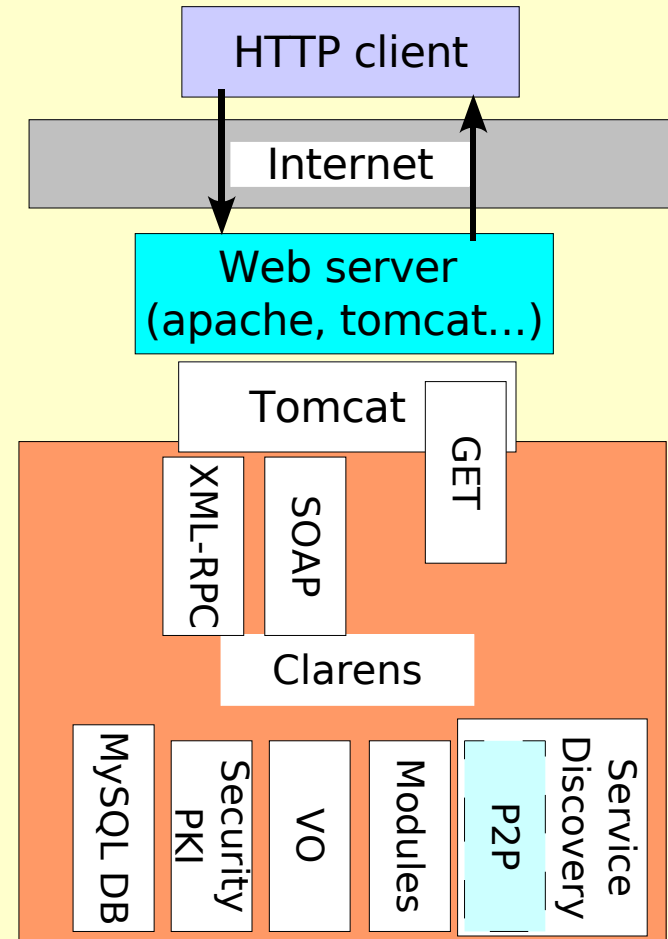 HTTP client
Internet
Web server
(apache, tomcat...)
Tomcat
GET
XML-RPC
SOAP
Clarens
MySQL DB
Security
PKI
VO
Modules
P2P
Service
Discovery